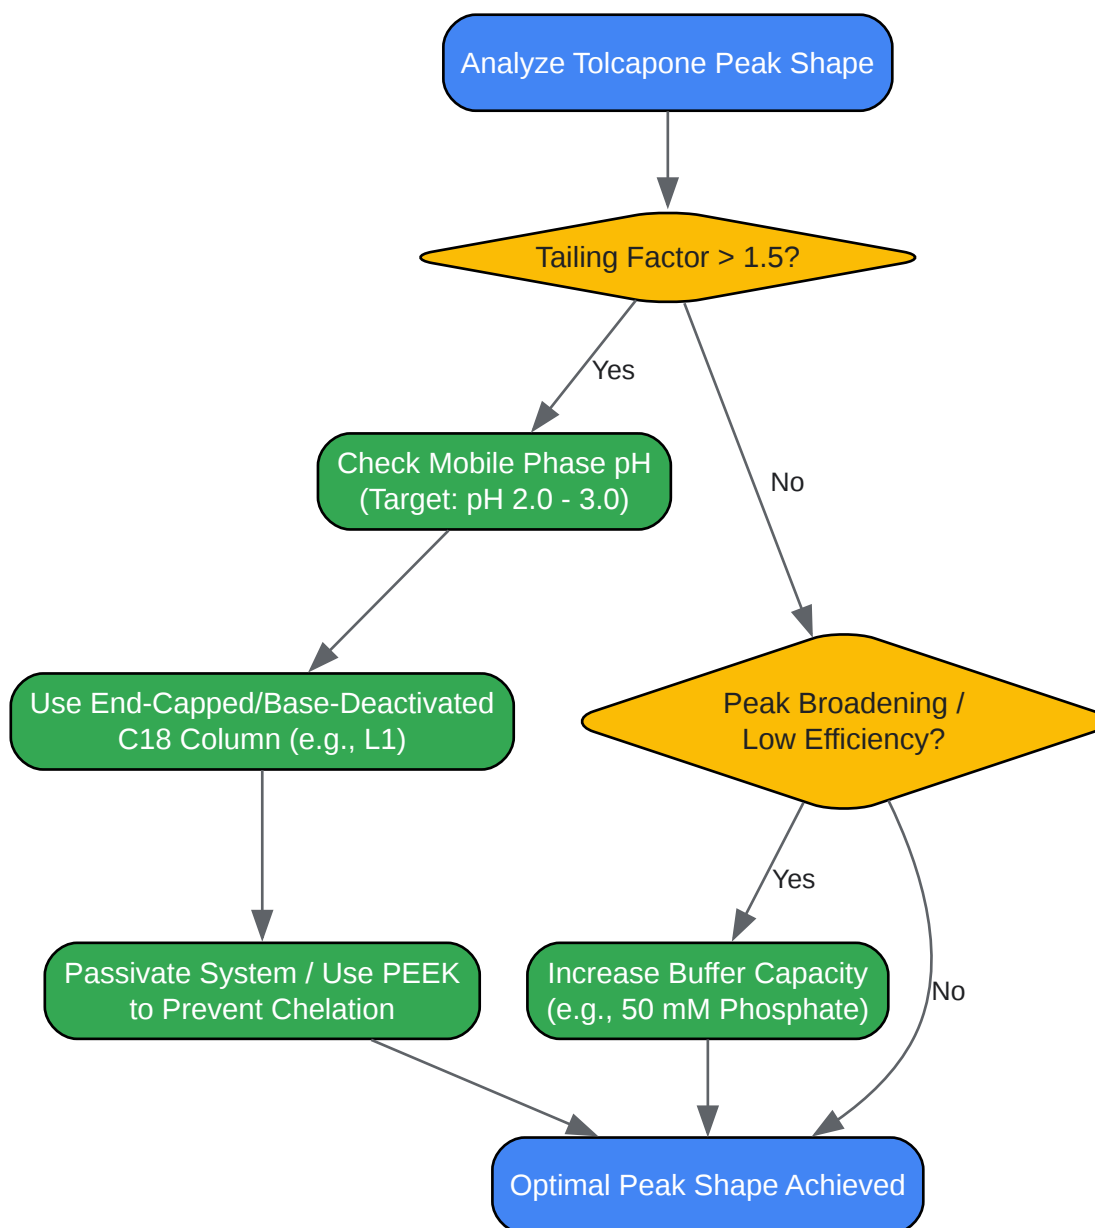 Analyze Tolcapone Peak Shape
Tailing Factor > 1.5?
Yes
No
Check Mobile Phase pH
(Target: pH 2.0 - 3.0)
Use End-Capped/Base-Deactivated
C18 Column (e.g., L1)
Peak Broadening /
Low Efficiency?
Yes
No
Passivate System / Use PEEK
to Prevent Chelation
Increase Buffer Capacity
(e.g., 50 mM Phosphate)
Optimal Peak Shape Achieved